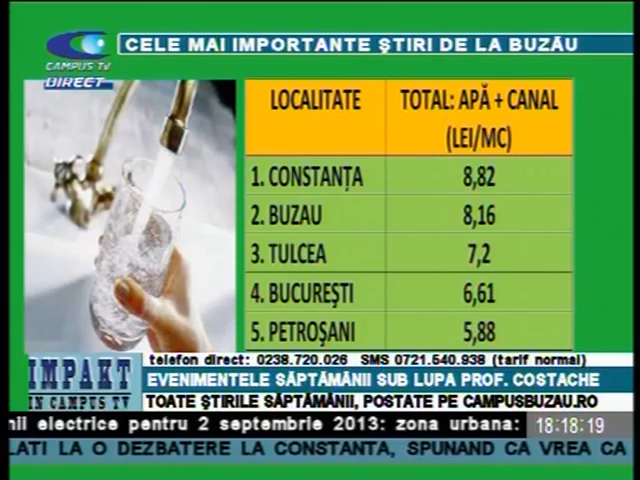 CELE MAI IMPORTANTE ŞTIRI DE LA BUZĂU
CAMPUS TV
DIRECT
LOCALITATE TOTAL: APĂ + CANAL
(LEI/MC)
1. CONSTANȚA 8,82
2. BUZAU 8,16
3. TULCEA 7,2
4. BUCUREŞTI 6,61
5. PETROŞANI 5,88
telefon direct: 0238.720.026 SMS 0721.540.938 (tarif normal)
IMPAKT
IN CAMPUS TV
EVENIMENTELE SĂPTĂMÂNII SUB LUPA PROF. COSTACHE
TOATE ŞTIRILE SĂPTĂMÂNII, POSTATE PE CAMPUSBUZAU.RO
nii electrice pentru 2 septembrie 2013: zona urbana: 18:18:19
LATI LA O DEZBATERE LA CONSTANTA, SPUNAND CA VREA CA